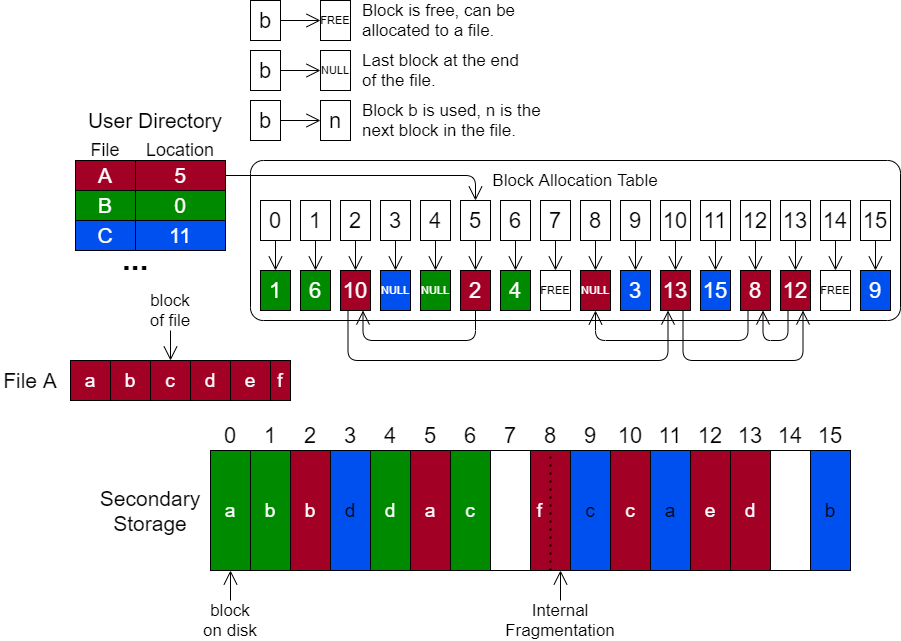 b FREE Block is free, can be
allocated to a file.
b NULL Last block at the end
of the file.
b n Block b is used, n is the
next block in the file.
User Directory
File Location
A 5
B 0
C 11
...
Block Allocation Table
0 1 2 3 4 5 6 7 8 9 10 11 12 13 14 15
1 6 10 NULL NULL 2 4 FREE NULL 3 13 15 8 12 FREE 9
block
of file
File A a b c d e f
0 1 2 3 4 5 6 7 8 9 10 11 12 13 14 15
Secondary
Storage
a b b d d a c f c c a e d b
block
on disk
Internal
Fragmentation